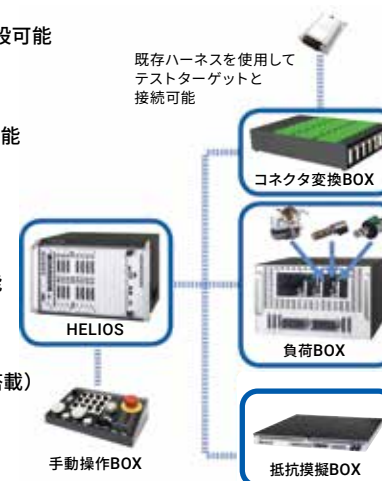 設可能
既存ハーネスを使用して
テストターゲットと
接続可能
能
コネクタ変換BOX
HELIOS
負荷BOX
搭載）
手動操作BOX
抵抗摸擬BOX